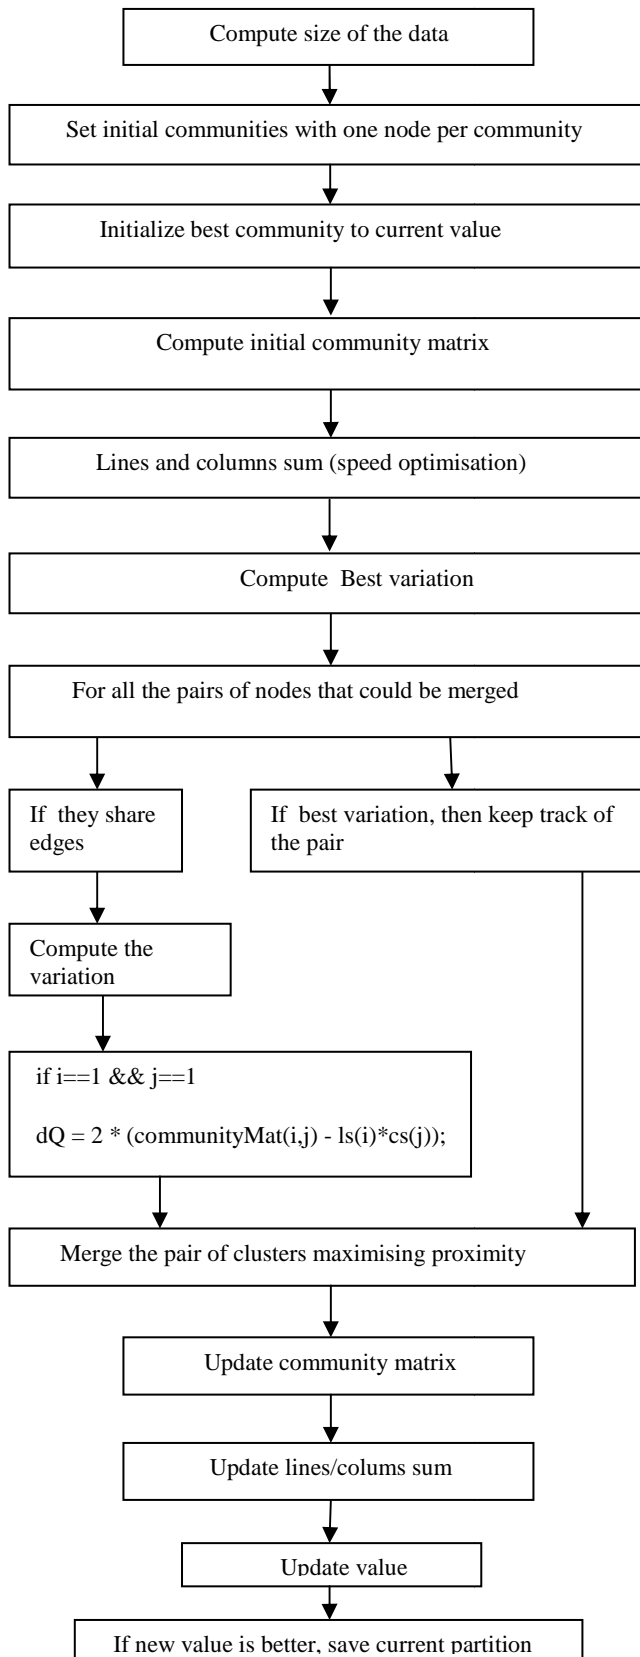 Compute size of the data
Set initial communities with one node per community
Initialize best community to current value
Compute initial community matrix
Lines and columns sum (speed optimisation)
Compute Best variation
For all the pairs of nodes that could be merged
If they share
edges
If best variation, then keep track of
the pair
Compute the
variation
if i==1 && j==1
dQ = 2 * (communityMat(i,j) - ls(i)*cs(j));
Merge the pair of clusters maximising proximity
Update community matrix
Update lines/colums sum
Update value
If new value is better, save current partition